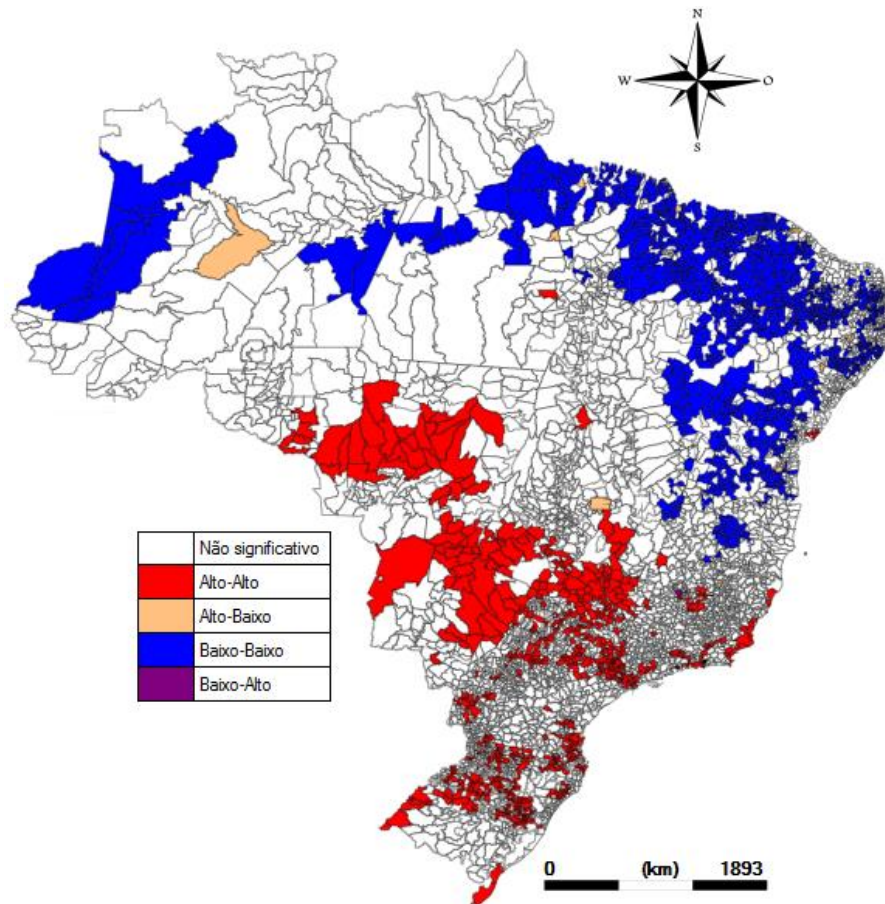 N
W O
S
Não significativo
Alto-Alto
Alto-Baixo
Baixo-Baixo
Baixo-Alto
0 (km) 1893